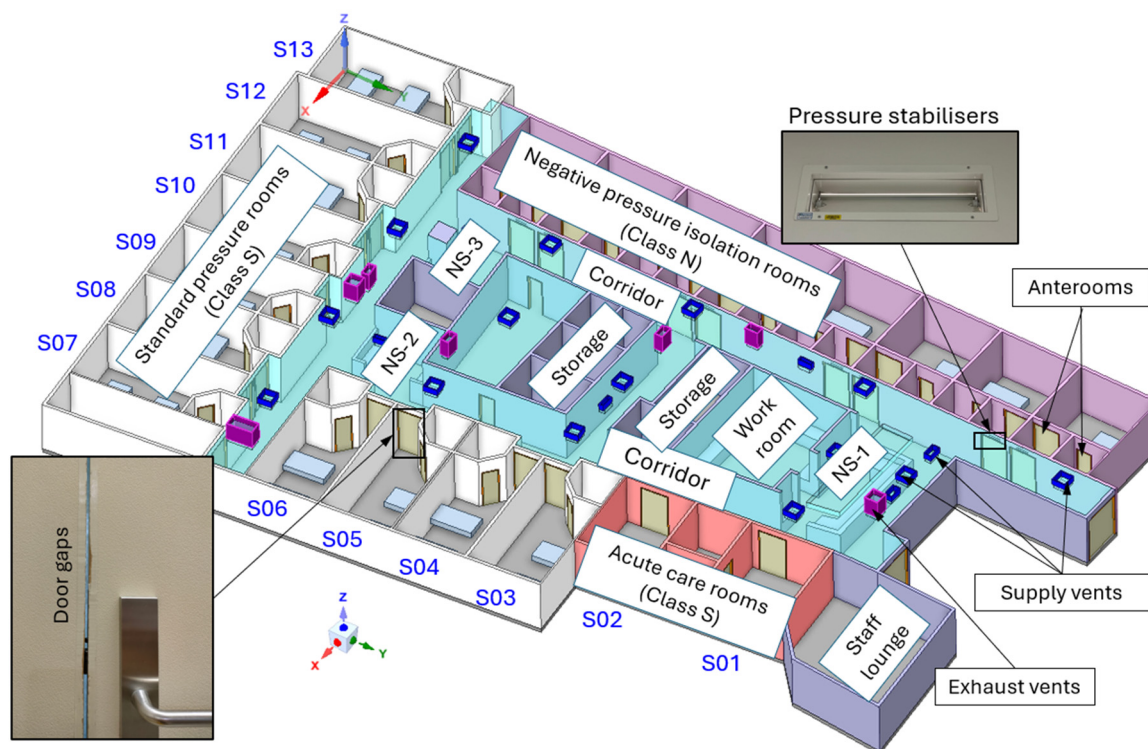 S13
S12
S11
S10
S09
S08
S07
S06
S05
S04
S03
S02
S01
Z
Y
X
Standard pressure rooms
(Class S)
Negative pressure isolation rooms
(Class N)
Pressure stabilisers
Anterooms
Corridor
NS-3
NS-2
Storage
Storage
Work
room
NS-1
Corridor
Acute care rooms
(Class S)
Staff
lounge
Supply vents
Exhaust vents
Door gaps
Z
Y
X